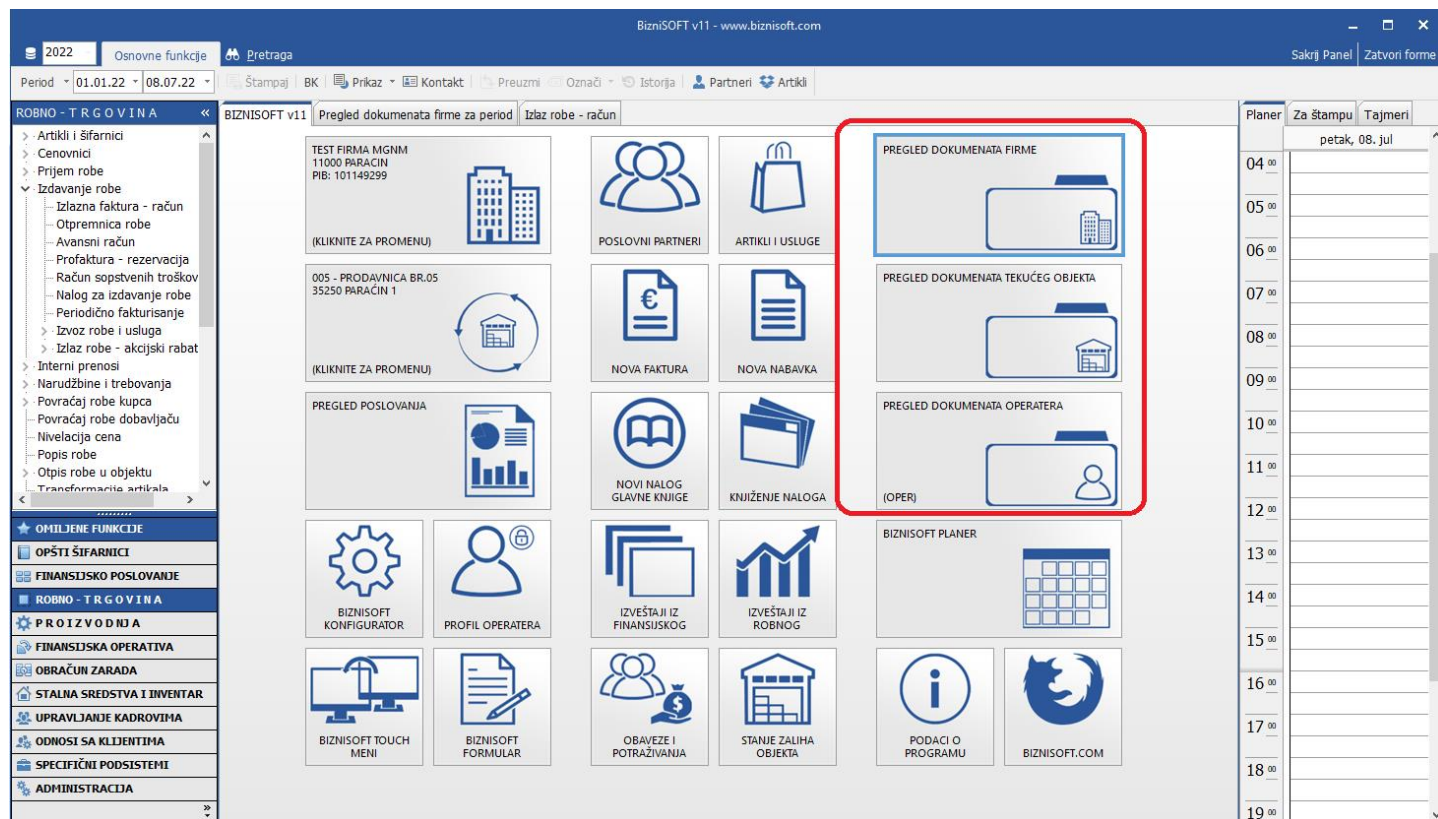 BizniSOFT v11 - www.biznisoft.com
2022
Osnovne funkcije
Pretraga
Sakrij Panel
Zatvori forme
Period
01.01.22
08.07.22
Štampaj
BK
Prikaz
Kontakt
Preuzmi
Označi
Istorija
Partneri
Artikli
ROBNO - T R G O V I N A
«
Artikli i šifarnici
Cenovnici
Prijem robe
Izdavanje robe
Izlazna faktura - račun
Otpremnica robe
Avansni račun
Profaktura - rezervacija
Račun sopstvenih troškov
Nalog za izdavanje robe
Periodično fakturisanje
Izvoz robe i usluga
Izlaz robe - akcijski rabat
Interni prenosi
Narudžbine i trebovanja
Povraćaj robe kupca
Povraćaj robe dobavljaču
Nivelacija cena
Popis robe
Otpis robe u objektu
Transformacije artikala
OMILJENE FUNKCIJE
OPŠTI ŠIFARNICI
FINANSIJSKO POSLOVANJE
ROBNO - T R G O V I N A
P R O I Z V O D NJ A
FINANSIJSKA OPERATIVA
OBRAČUN ZARADA
STALNA SREDSTVA I INVENTAR
UPRAVLJANJE KADROVIMA
ODNOSI SA KLIJENTIMA
SPECIFIČNI PODSISTEMI
ADMINISTRACIJA
»
BIZNISOFT v11
Pregled dokumenata firme za period
Izlaz robe - račun
TEST FIRMA MGNM
11000 PARACIN
PIB: 101149299
(KLIKNITE ZA PROMENU)
POSLOVNI PARTNERI
ARTIKLI I USLUGE
PREGLED DOKUMENATA FIRME
005 - PRODAVNICA BR.05
35250 PARAĆIN 1
(KLIKNITE ZA PROMENU)
€
NOVA FAKTURA
NOVA NABAVKA
PREGLED DOKUMENATA TEKUĆEG OBJEKTA
PREGLED POSLOVANJA
NOVI NALOG
GLAVNE KNJIGE
KNJIŽENJE NALOGA
PREGLED DOKUMENATA OPERATERA
(OPER)
BIZNISOFT
KONFIGURATOR
PROFIL OPERATERA
IZVEŠTAJI IZ
FINANSIJSKOG
IZVEŠTAJI IZ
ROBNOG
BIZNISOFT PLANER
BIZNISOFT TOUCH
MENI
BIZNISOFT
FORMULAR
$
OBAVEZE I
POTRAŽIVANJA
STANJE ZALIHA
OBJEKTA
PODACI O
PROGRAMU
BIZNISOFT.COM
Planer
Za štampu
Tajmeri
petak, 08. jul
04 00
05 00
06 00
07 00
08 00
09 00
10 00
11 00
12 00
13 00
14 00
15 00
16 00
17 00
18 00
19 00